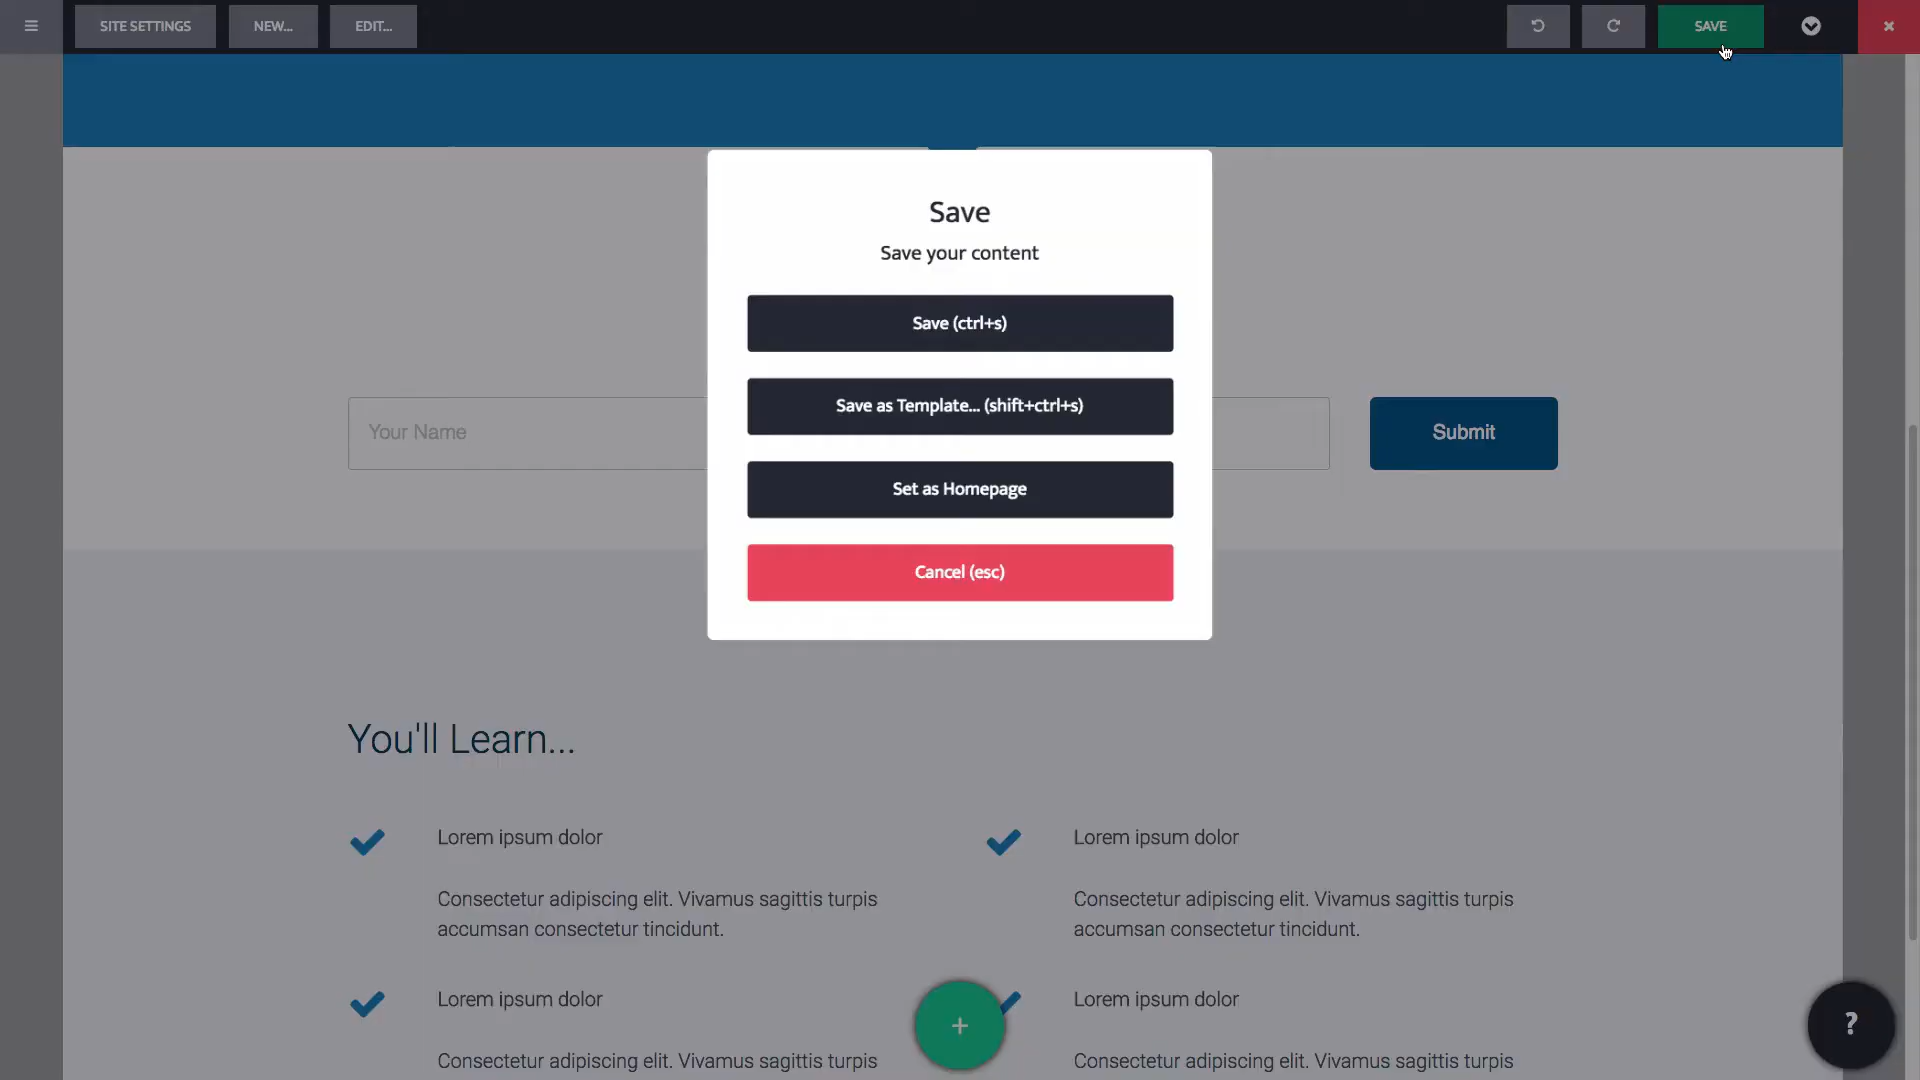 SITE SETTINGS
NEW...
EDIT...
SAVE
Save
Save your content
Save (ctrl+s)
Save as Template... (shift+ctrl+s)
Set as Homepage
Cancel (esc)
Your Name
Submit
You'll Learn...
Lorem ipsum dolor
Consectetur adipiscing elit. Vivamus sagittis turpis
accumsan consectetur tincidunt.
Lorem ipsum dolor
Consectetur adipiscing elit. Vivamus sagittis turpis
accumsan consectetur tincidunt.
Lorem ipsum dolor
Consectetur adipiscing elit. Vivamus sagittis turpis
Lorem ipsum dolor
Consectetur adipiscing elit. Vivamus sagittis turpis
+
?